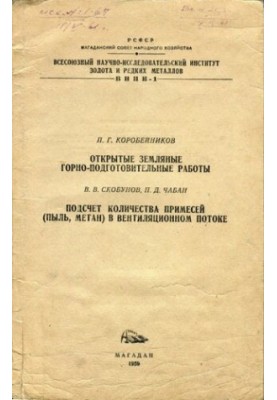 РСФСР
МАГАДАНСКИЙ СОВЕТ НАРОДНОГО ХОЗЯЙСТВА
ВСЕСОЮЗНЫЙ НАУЧНО-ИССЛЕДОВАТЕЛЬСКИЙ ИНСТИТУТ
ЗОЛОТА И РЕДКИХ МЕТАЛЛОВ
ВНИИ-1
П. Г. КОРОБЕЙНИКОВ
ОТКРЫТЫЕ ЗЕМЛЯНЫЕ
ГОРНО-ПОДГОТОВИТЕЛЬНЫЕ РАБОТЫ
В. В. СКОБУНОВ, П. Д. ЧАБАН
ПОДСЧЕТ КОЛИЧЕСТВА ПРИМЕСЕЙ
(ПЫЛЬ, МЕТАН) В ВЕНТИЛЯЦИОННОМ ПОТОКЕ
МАГАДАН